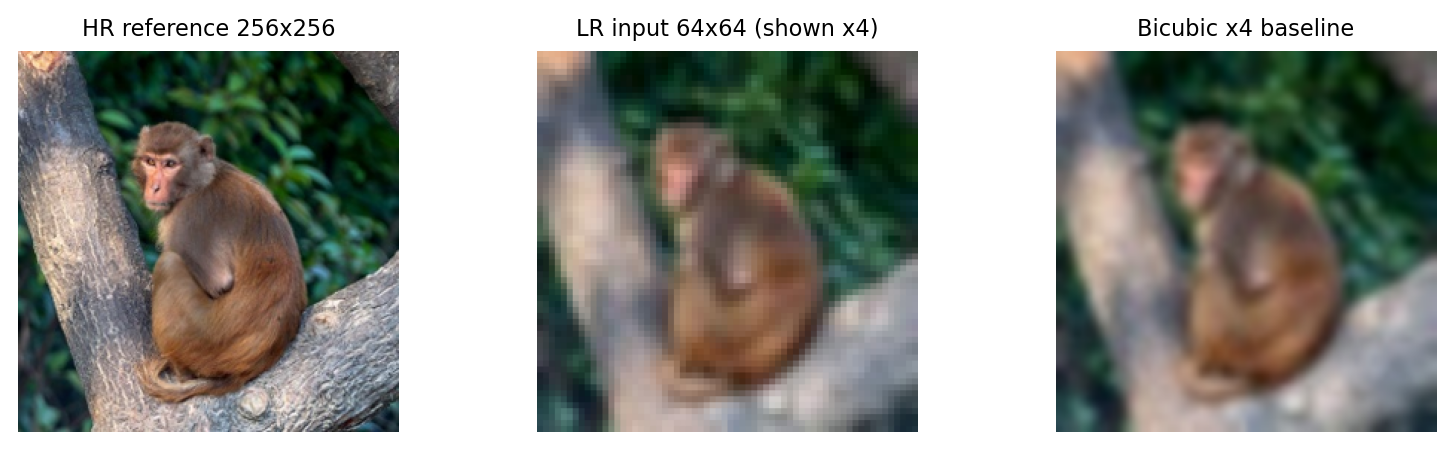 HR reference 256x256
LR input 64x64 (shown x4)
Bicubic x4 baseline